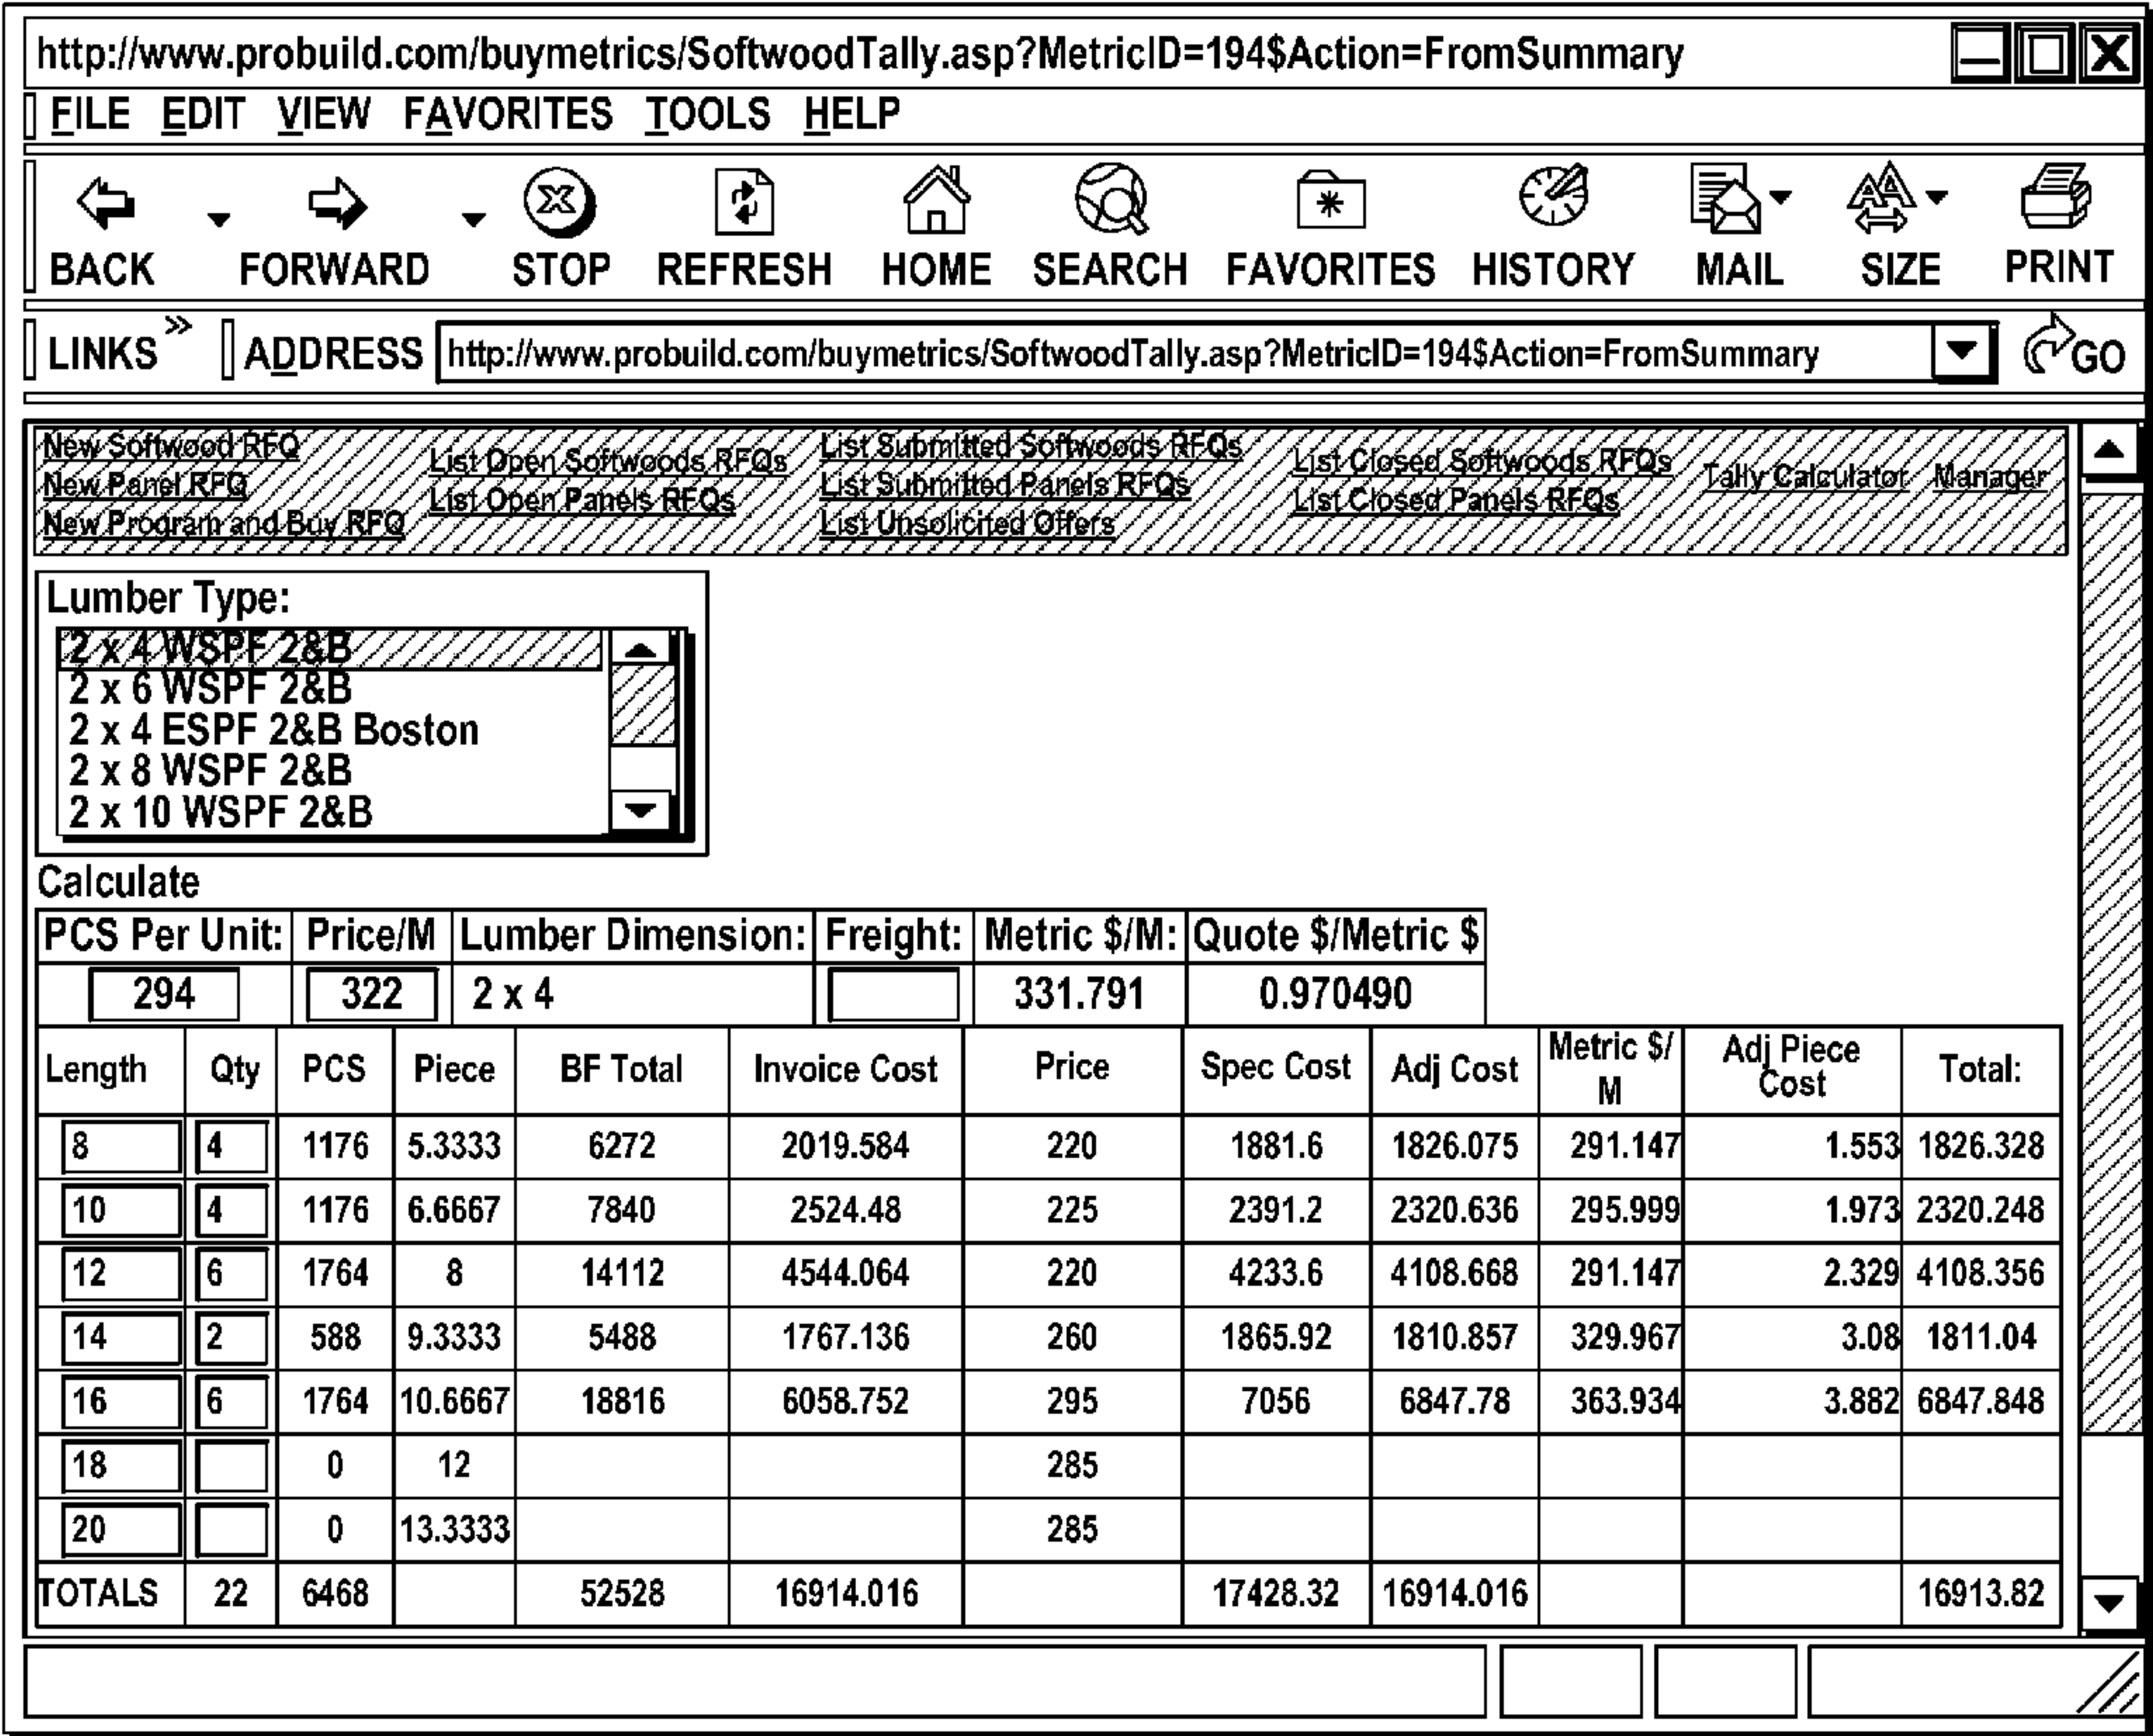 http://www.probuild.com/buymetrics/SoftwoodTally.asp?MetricID=194$Action=FromSummary
FILE EDIT VIEW FAVORITES TOOLS HELP
BACK FORWARD STOP REFRESH HOME SEARCH FAVORITES HISTORY MAIL SIZE PRINT
LINKS » ADDRESS http://www.probuild.com/buymetrics/SoftwoodTally.asp?MetricID=194$Action=FromSummary GO
New Softwood RFQ
New Panel RFQ
New Program and Buy RFQ
List Open Softwoods RFQs
List Open Panels RFQs
List Submitted Softwoods RFQs
List Submitted Panels RFQs
List Unsolicited Offers
List Closed Softwoods RFQs
List Closed Panels RFQs
Tally Calculator Manager
Lumber Type:
2 x 4 WSPF 2&B
2 x 6 WSPF 2&B
2 x 4 ESPF 2&B Boston
2 x 8 WSPF 2&B
2 x 10 WSPF 2&B
Calculate
PCS Per Unit: Price/M Lumber Dimension: Freight: Metric $/M: Quote $/Metric $
294 322 2 x 4 331.791 0.970490
Length Qty PCS Piece BF Total Invoice Cost Price Spec Cost Adj Cost Metric $/M Adj Piece Cost Total:
8 4 1176 5.3333 6272 2019.584 220 1881.6 1826.075 291.147 1.553 1826.328
10 4 1176 6.6667 7840 2524.48 225 2391.2 2320.636 295.999 1.973 2320.248
12 6 1764 8 14112 4544.064 220 4233.6 4108.668 291.147 2.329 4108.356
14 2 588 9.3333 5488 1767.136 260 1865.92 1810.857 329.967 3.08 1811.04
16 6 1764 10.6667 18816 6058.752 295 7056 6847.78 363.934 3.882 6847.848
18 0 12 285
20 0 13.3333 285
TOTALS 22 6468 52528 16914.016 17428.32 16914.016 16913.82